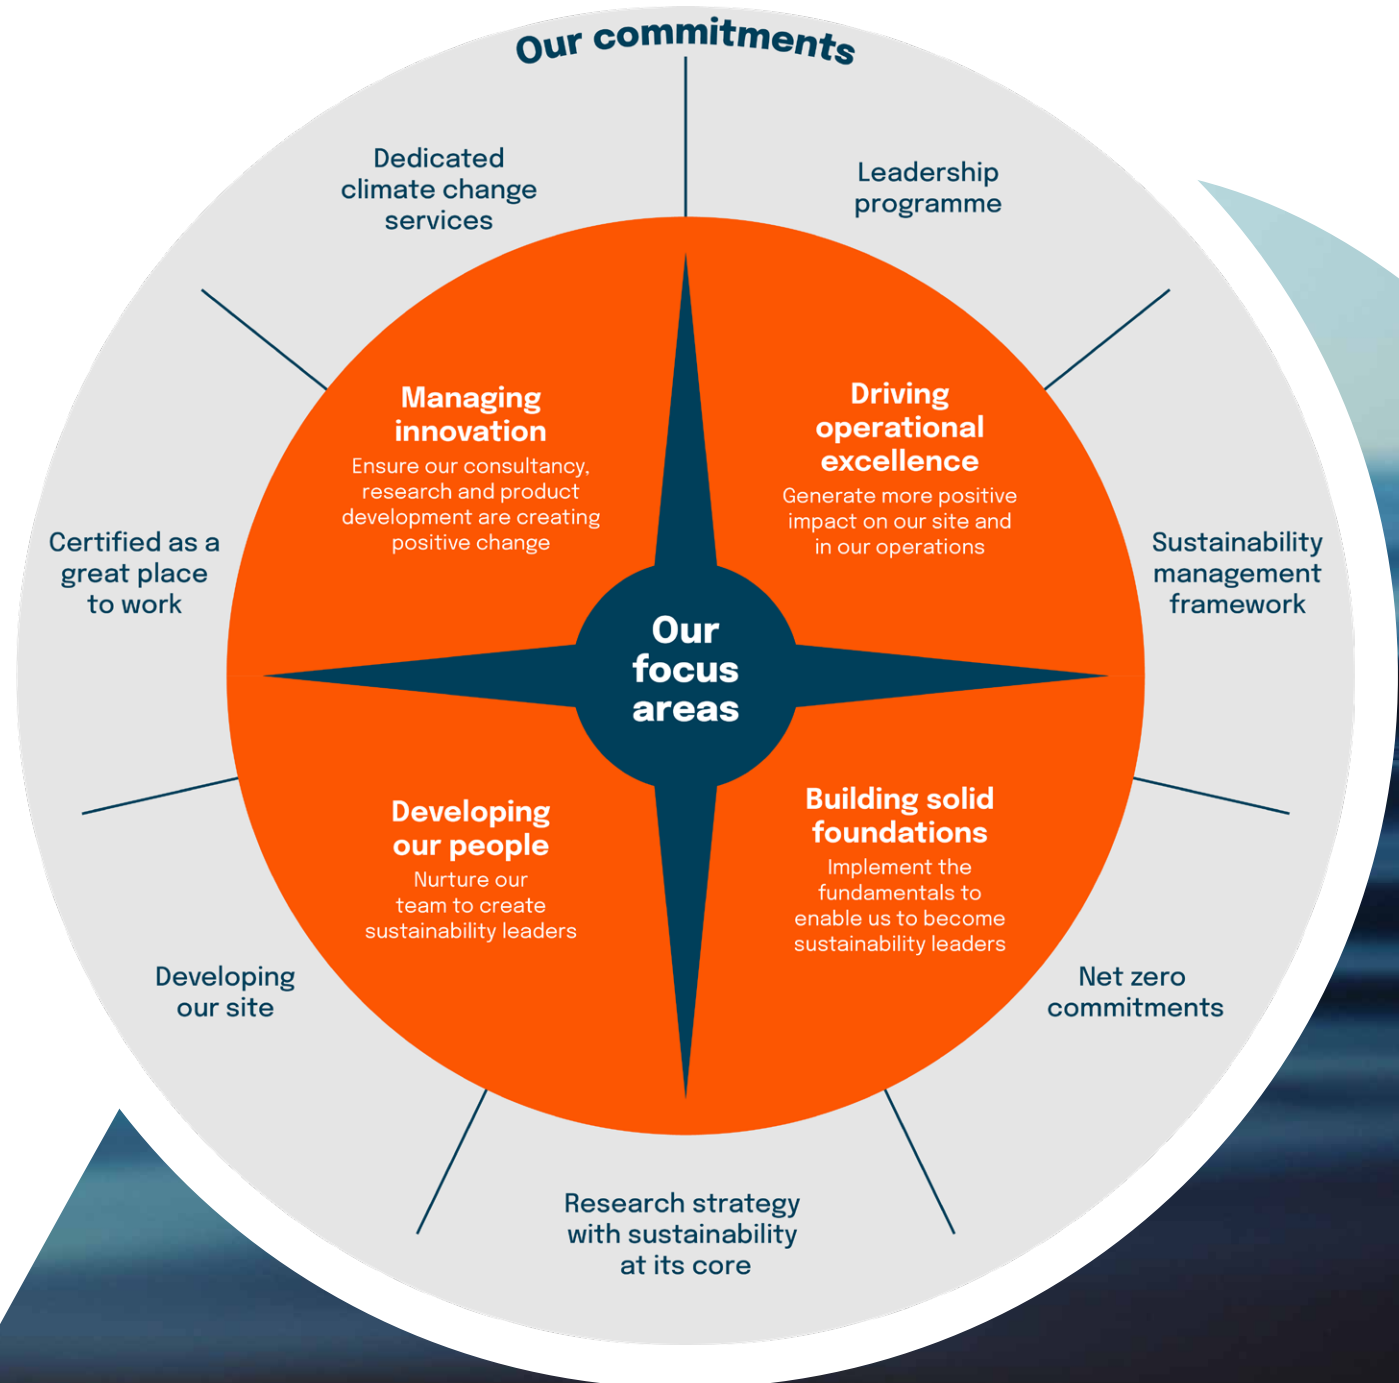 Our commitments
Dedicated
climate change
services
Leadership
programme
Managing
innovation
Ensure our consultancy,
research and product
development are creating
positive change
Driving
operational
excellence
Generate more positive
impact on our site and
in our operations
Certified as a
great place
to work
Our
focus
areas
Sustainability
management
framework
Developing
our people
Nurture our
team to create
sustainability leaders
Building solid
foundations
Implement the
fundamentals to
enable us to become
sustainability leaders
Developing
our site
Net zero
commitments
Research strategy
with sustainability
at its core